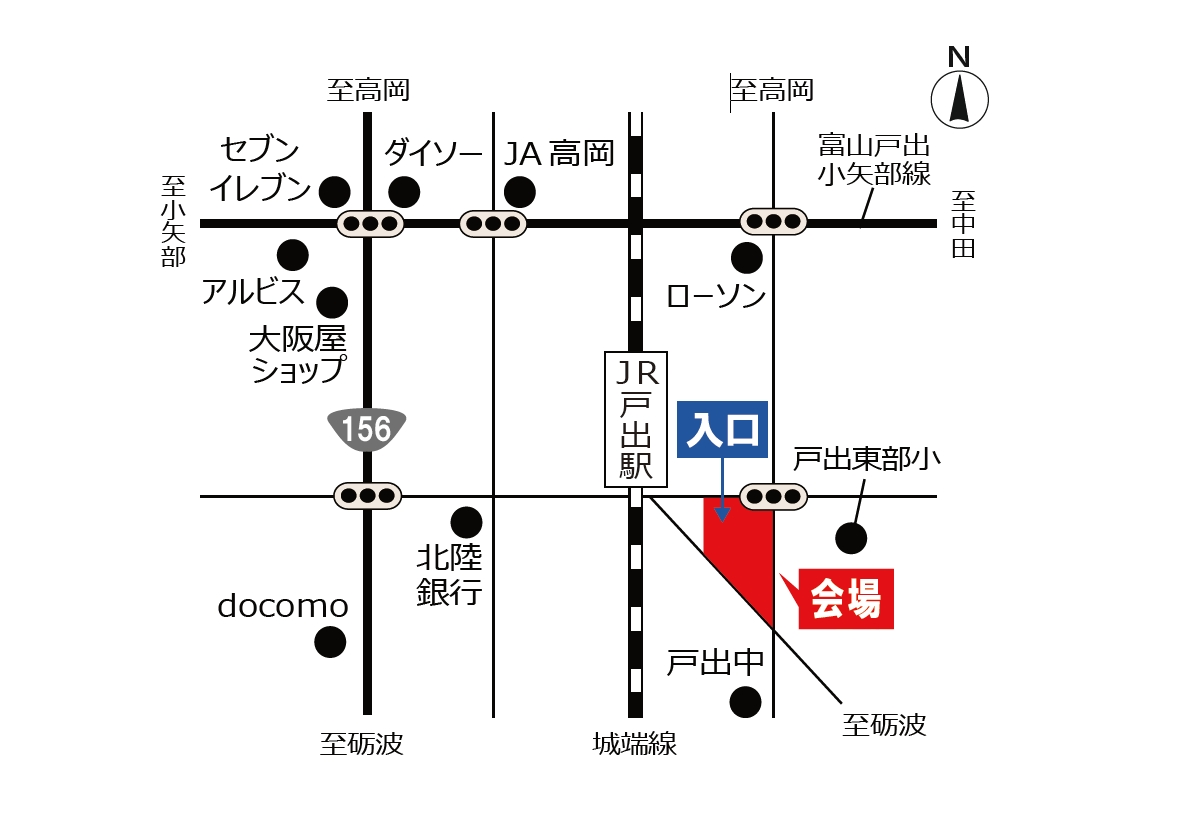 N
至高岡
至高岡
セブン
イレブン
ダイソー
JA 高岡
富山戸出
小矢部線
至小矢部
至中田
アルビス
大阪屋
ショップ
ローソン
156
JR戸出駅
入口
戸出東部小
北陸
銀行
会場
docomo
戸出中
至砺波
城端線
至砺波